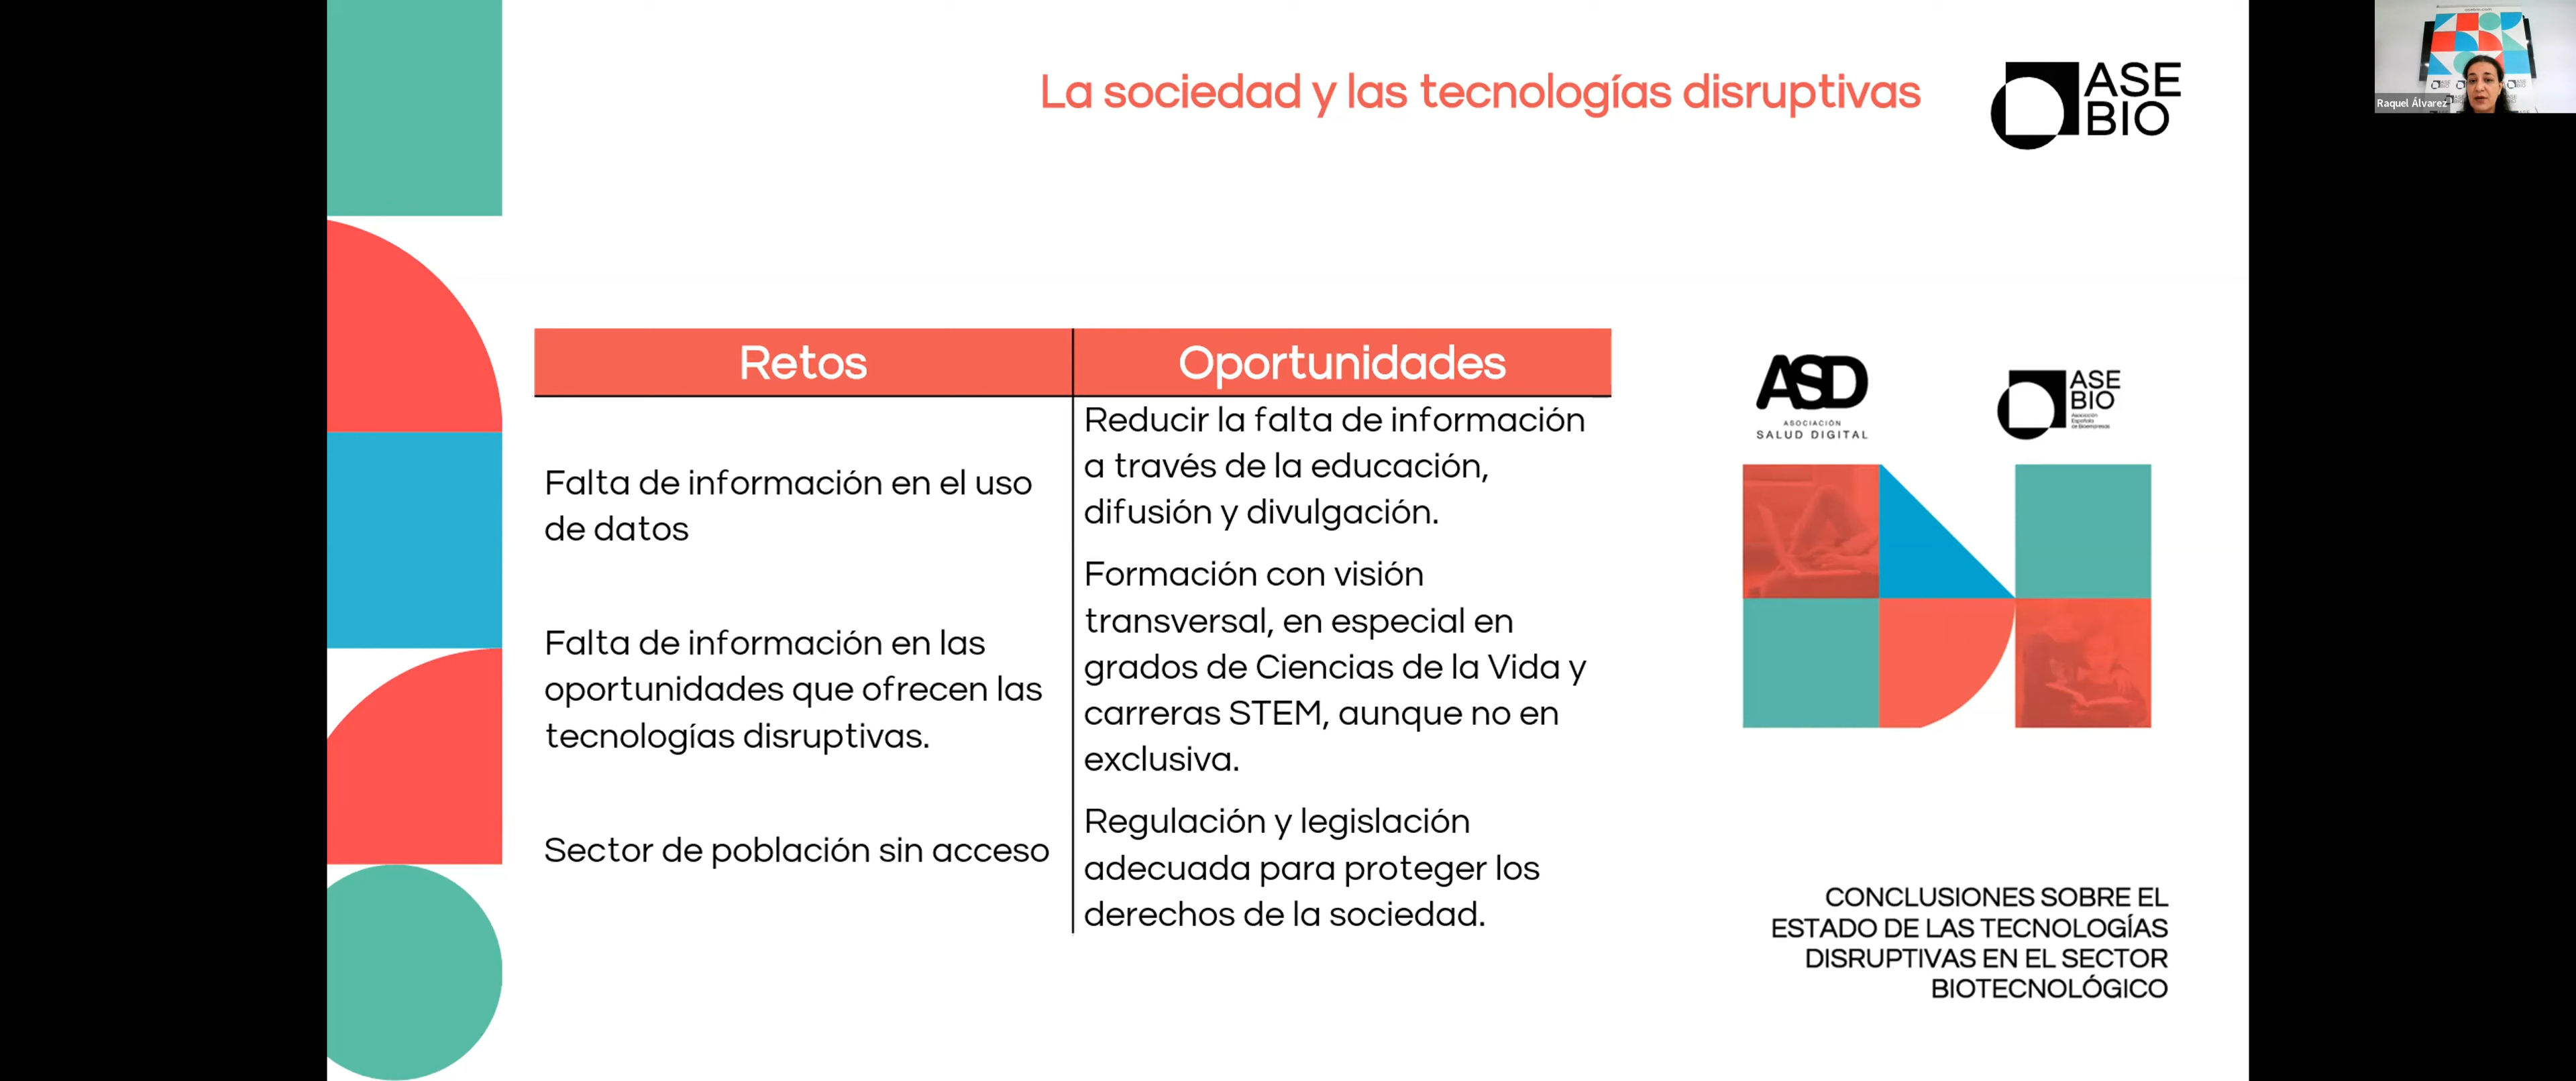 La sociedad y las tecnologías disruptivas
ASE
BIO
Raquel Álvarez
Retos
Oportunidades
Falta de información en el uso
de datos
Falta de información en las
oportunidades que ofrecen las
tecnologías disruptivas.
Sector de población sin acceso
Reducir la falta de información
a través de la educación,
difusión y divulgación.
Formación con visión
transversal, en especial en
grados de Ciencias de la Vida y
carreras STEM, aunque no en
exclusiva.
Regulación y legislación
adecuada para proteger los
derechos de la sociedad.
ASD
ASOCIACIÓN
SALUD DIGITAL
ASE
BIO
Asociación
Española
de Bioempresas
CONCLUSIONES SOBRE EL
ESTADO DE LAS TECNOLOGÍAS
DISRUPTIVAS EN EL SECTOR
BIOTECNOLÓGICO